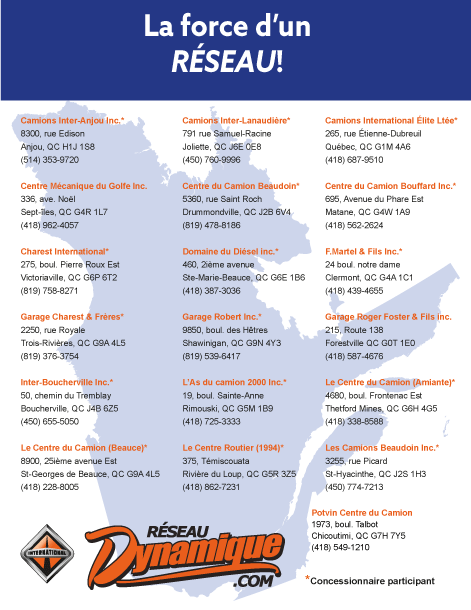 La force d'un
RÉSEAU!
Camions Inter-Anjou Inc.*
8300, rue Edison
Anjou, QC H1J 1S8
(514) 353-9720
Camions Inter-Lanaudière*
791 rue Samuel-Racine
Joliette, QC J6E 0E8
(450) 760-9996
Camions International Élite Ltée*
265, rue Étienne-Dubreuil
Québec, QC G1M 4A6
(418) 687-9510
Centre Mécanique du Golfe Inc.
336, ave. Noël
Sept-îles, QC G4R 1L7
(418) 962-4057
Centre du Camion Beaudoin*
5360, rue Saint Roch
Drummondville, QC J2B 6V4
(819) 478-8186
Centre du Camion Bouffard Inc.*
695, Avenue du Phare Est
Matane, QC G4W 1A9
(418) 562-2624
Charest International*
275, boul. Pierre Roux Est
Victoriaville, QC G6P 6T2
(819) 758-8271
Domaine du Diésel inc.*
460, 2ième avenue
Ste-Marie-Beauce, QC G6E 1B6
(418) 387-3036
F.Martel & Fils Inc.*
24 boul. notre dame
Clermont, QC G4A 1C1
(418) 439-4655
Garage Charest & Frères*
2250, rue Royale
Trois-Rivières, QC G9A 4L5
(819) 376-3754
Garage Robert Inc.*
9850, boul. des Hêtres
Shawinigan, QC G9N 4Y3
(819) 539-6417
Garage Roger Foster & Fils inc.
215, Route 138
Forestville QC G0T 1E0
(418) 587-4676
Inter-Boucherville Inc.*
50, chemin du Tremblay
Boucherville, QC J4B 6Z5
(450) 655-5050
L'As du camion 2000 Inc.*
19, boul. Sainte-Anne
Rimouski, QC G5M 1B9
(418) 725-3333
Le Centre du Camion (Amiante)*
4680, boul. Frontenac Est
Thetford Mines, QC G6H 4G5
(418) 338-8588
Le Centre du Camion (Beauce)*
8900, 25ième avenue Est
St-Georges de Beauce, QC G9A 4L5
(418) 228-8005
Le Centre Routier (1994)*
375, Témiscouata
Rivière du Loup, QC G5R 3Z5
(418) 862-7231
Les Camions Beaudoin Inc.*
3255, rue Picard
St-Hyacinthe, QC J2S 1H3
(450) 774-7213
Potvin Centre du Camion
1973, boul. Talbot
Chicoutimi, QC G7H 7Y5
(418) 549-1210
INTERNATIONAL
RÉSEAU
Dynamique
.COM
*Concessionnaire participant